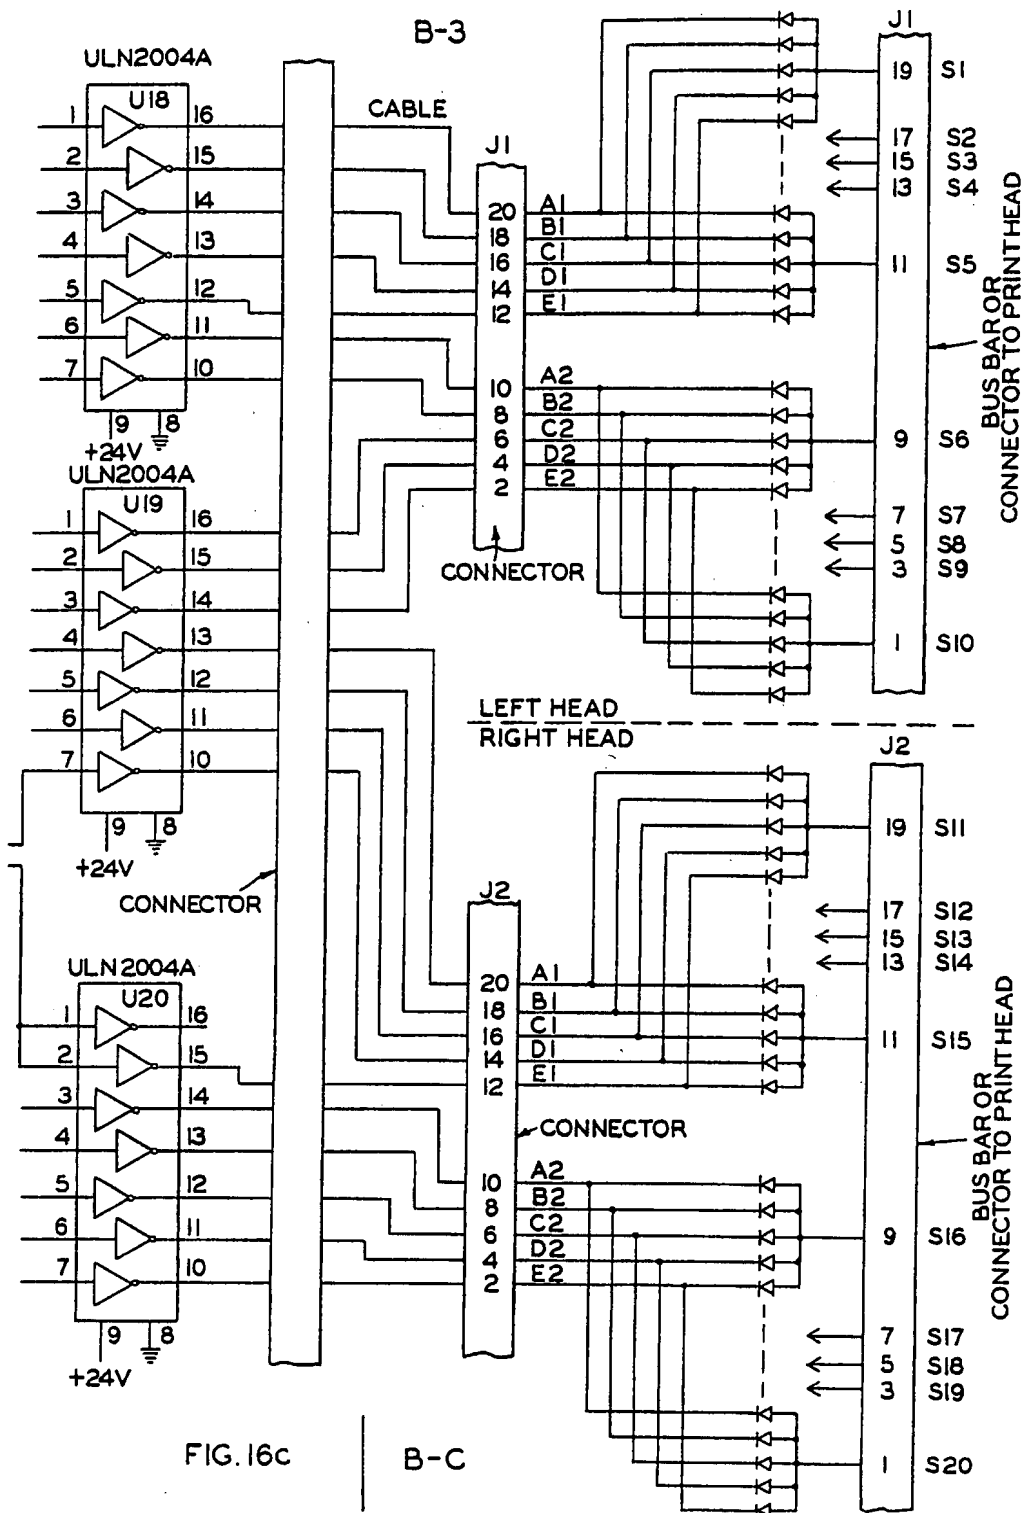 B-3
J1
ULN2004A
U18
1 16
2 15
3 14
4 13
5 12
6 11
7 10
9 8
+24V
CABLE
J1
20 A1
18 B1
16 C1
14 D1
12 E1
10 A2
8 B2
6 C2
4 D2
2 E2
CONNECTOR
19 S1
17 S2
15 S3
13 S4
11 S5
9 S6
7 S7
5 S8
3 S9
1 S10
BUS BAR OR
CONNECTOR TO PRINTHEAD
ULN2004A
U19
1 16
2 15
3 14
4 13
5 12
6 11
7 10
9 8
+24V
CONNECTOR
LEFT HEAD
RIGHT HEAD
J2
J2
20 A1
18 B1
16 C1
14 D1
12 E1
CONNECTOR
10 A2
8 B2
6 C2
4 D2
2 E2
19 S11
17 S12
15 S13
13 S14
11 S15
9 S16
7 S17
5 S18
3 S19
1 S20
BUS BAR OR
CONNECTOR TO PRINTHEAD
ULN2004A
U20
1 16
2 15
3 14
4 13
5 12
6 11
7 10
9 8
+24V
FIG. 16c
B-C